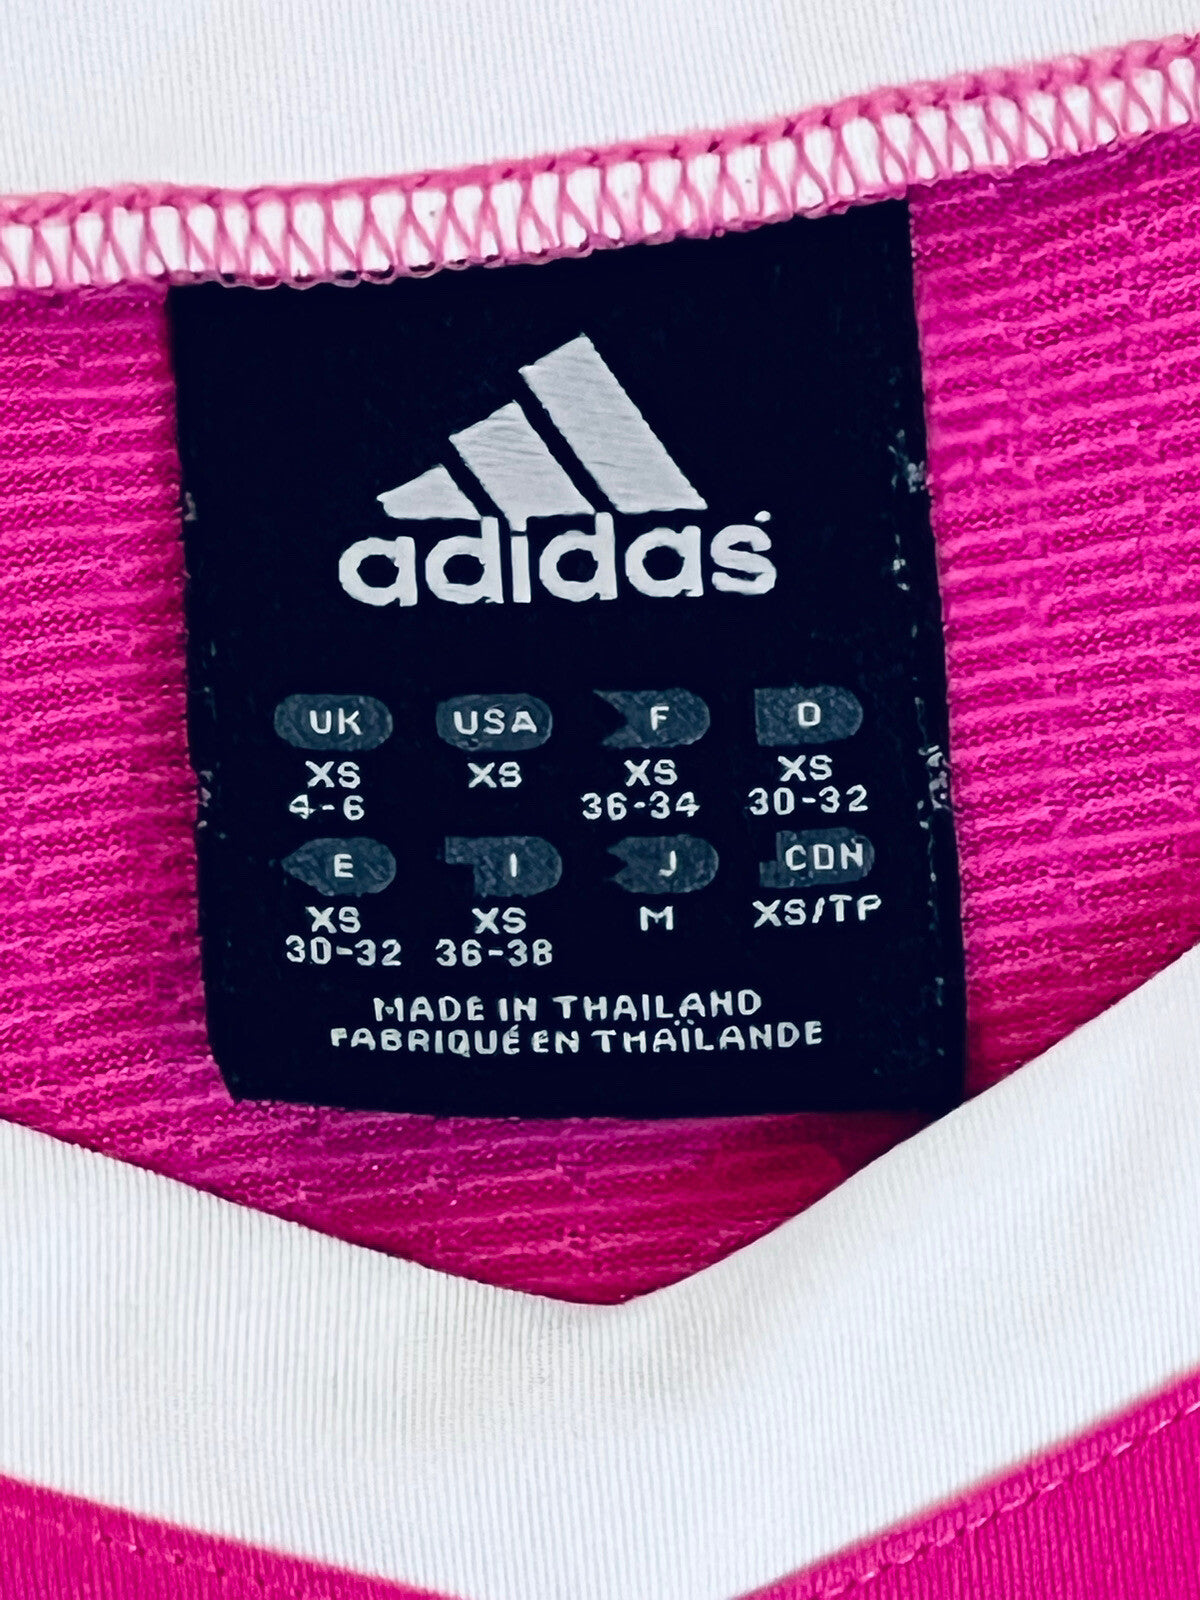 adidas
UK USA F D
XS XS XS XS
4-6 36-34 30-32
E I J CDN
XS XS M XS/TP
30-32 36-38
MADE IN THAILAND
FABRIQUÉ EN THAÏLANDE